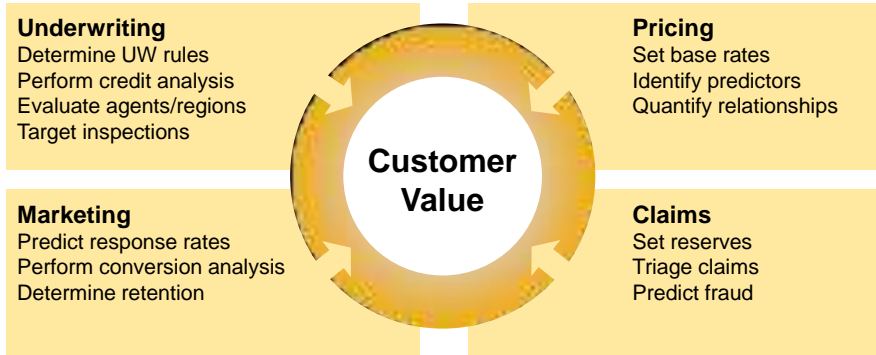 Underwriting
Determine UW rules
Perform credit analysis
Evaluate agents/regions
Target inspections
Pricing
Set base rates
Identify predictors
Quantify relationships
Customer
Value
Marketing
Predict response rates
Perform conversion analysis
Determine retention
Claims
Set reserves
Triage claims
Predict fraud